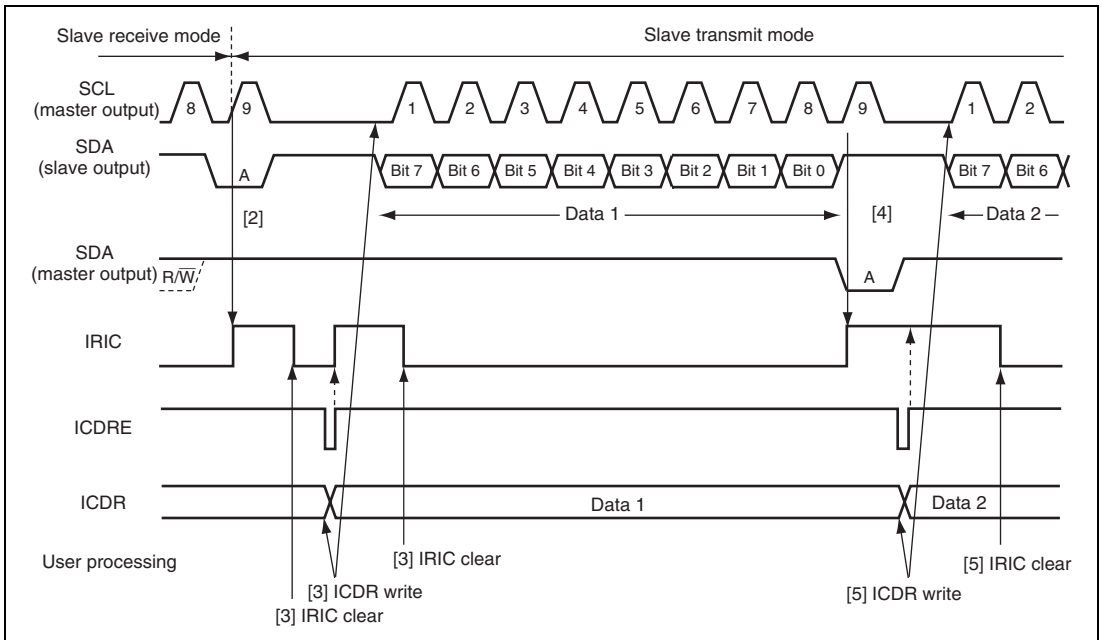 Slave receive mode Slave transmit mode
SCL
(master output) 8 9 1 2 3 4 5 6 7 8 9 1 2
SDA
(slave output) A Bit 7 Bit 6 Bit 5 Bit 4 Bit 3 Bit 2 Bit 1 Bit 0 Bit 7 Bit 6
[2] Data 1 [4] Data 2
SDA
(master output) R/W̅ A
IRIC
ICDRE
ICDR Data 1 Data 2
User processing [3] IRIC clear [5] IRIC clear
[3] ICDR write [5] ICDR write
[3] IRIC clear